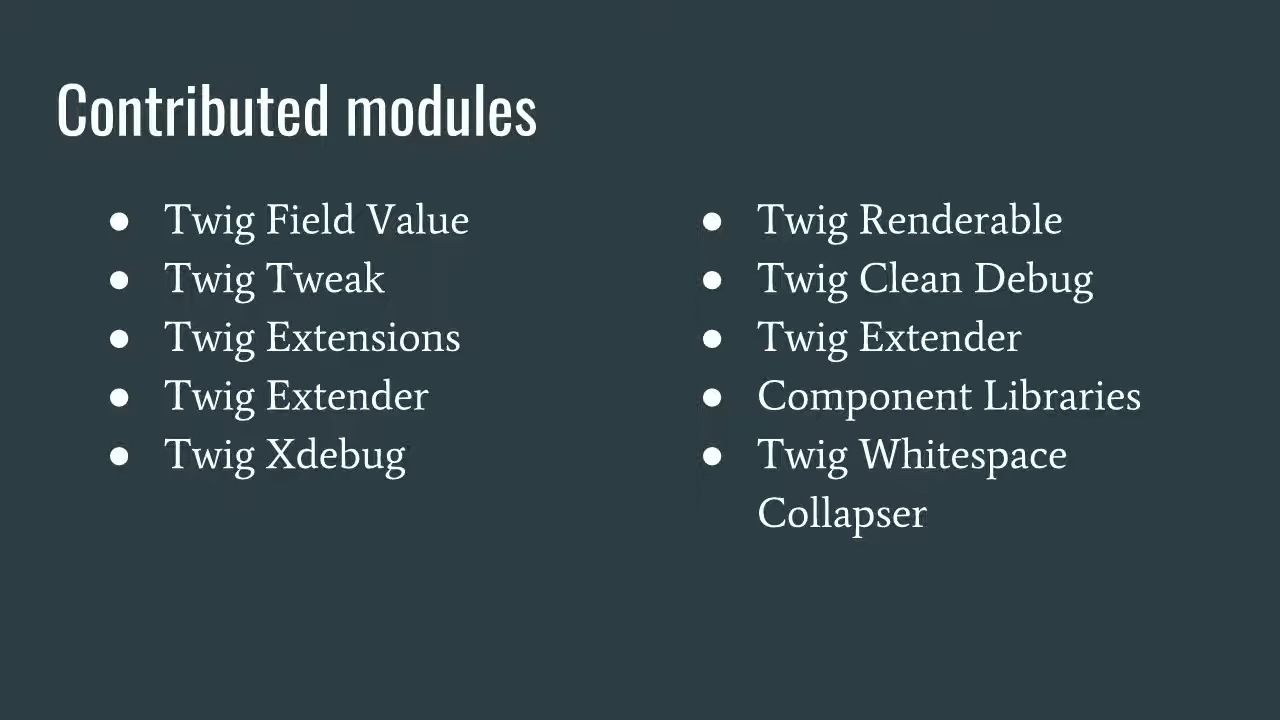 Contributed modules
● Twig Field Value
● Twig Tweak
● Twig Extensions
● Twig Extender
● Twig Xdebug
● Twig Renderable
● Twig Clean Debug
● Twig Extender
● Component Libraries
● Twig Whitespace
Collapser